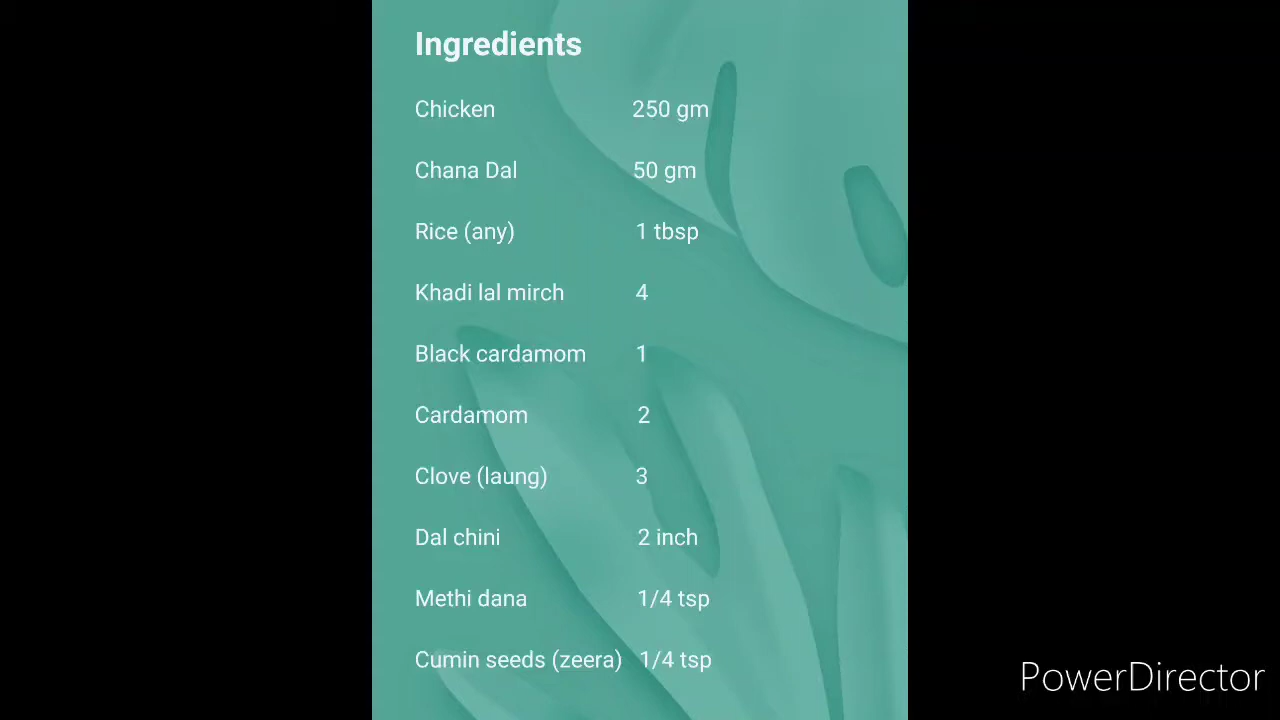 Ingredients
Chicken 250 gm
Chana Dal 50 gm
Rice (any) 1 tbsp
Khadi lal mirch 4
Black cardamom 1
Cardamom 2
Clove (laung) 3
Dal chini 2 inch
Methi dana 1/4 tsp
Cumin seeds (zeera) 1/4 tsp
PowerDirector